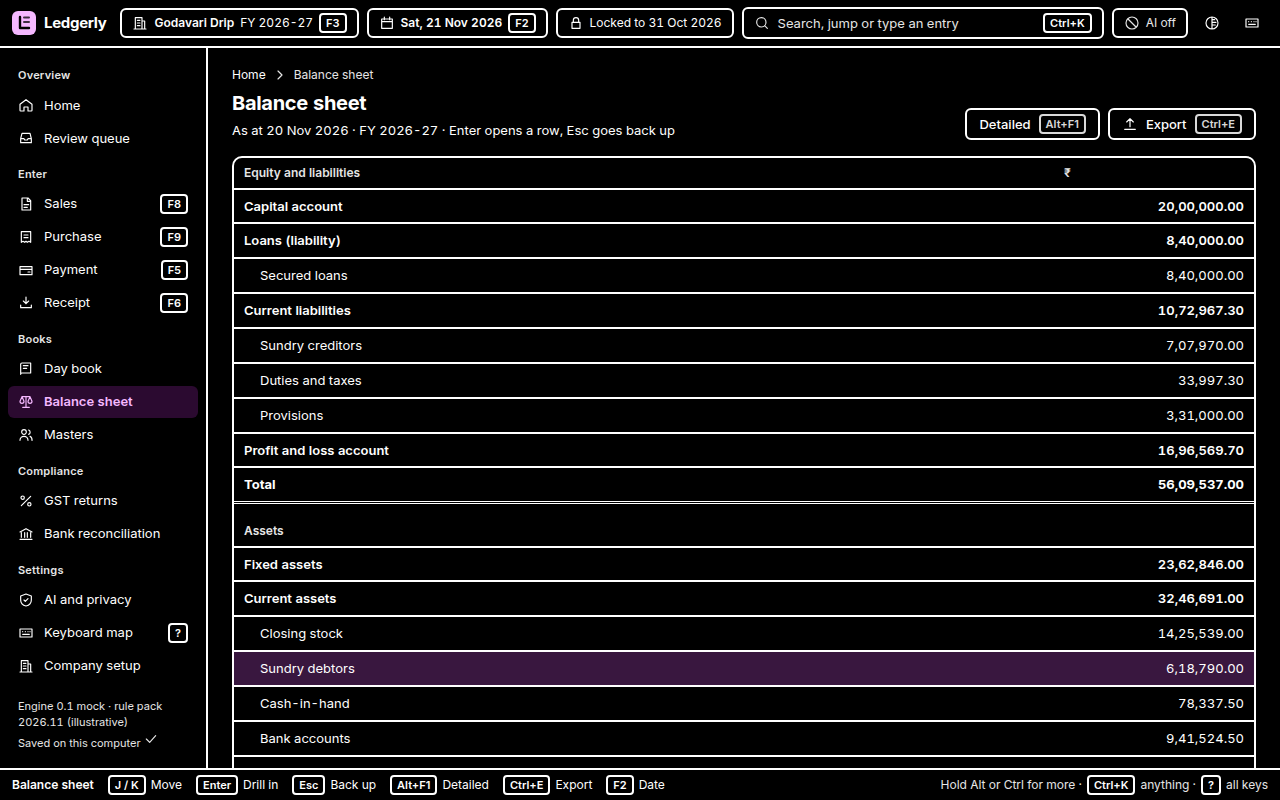 Ledgerly
Godavari Drip FY 2026-27 F3
Sat, 21 Nov 2026 F2
Locked to 31 Oct 2026
Search, jump or type an entry Ctrl+K
AI off
Overview
Home
Review queue
Enter
Sales F8
Purchase F9
Payment F5
Receipt F6
Books
Day book
Balance sheet
Masters
Compliance
GST returns
Bank reconciliation
Settings
AI and privacy
Keyboard map ?
Company setup
Engine 0.1 mock · rule pack
2026.11 (illustrative)
Saved on this computer
Home Balance sheet
Balance sheet
As at 20 Nov 2026 · FY 2026-27 · Enter opens a row, Esc goes back up
Detailed Alt+F1
Export Ctrl+E
Equity and liabilities ₹
Capital account 20,00,000.00
Loans (liability) 8,40,000.00
Secured loans 8,40,000.00
Current liabilities 10,72,967.30
Sundry creditors 7,07,970.00
Duties and taxes 33,997.30
Provisions 3,31,000.00
Profit and loss account 16,96,569.70
Total 56,09,537.00
Assets
Fixed assets 23,62,846.00
Current assets 32,46,691.00
Closing stock 14,25,539.00
Sundry debtors 6,18,790.00
Cash-in-hand 78,337.50
Bank accounts 9,41,524.50
Balance sheet J / K Move Enter Drill in Esc Back up Alt+F1 Detailed Ctrl+E Export F2 Date
Hold Alt or Ctrl for more · Ctrl+K anything · ? all keys